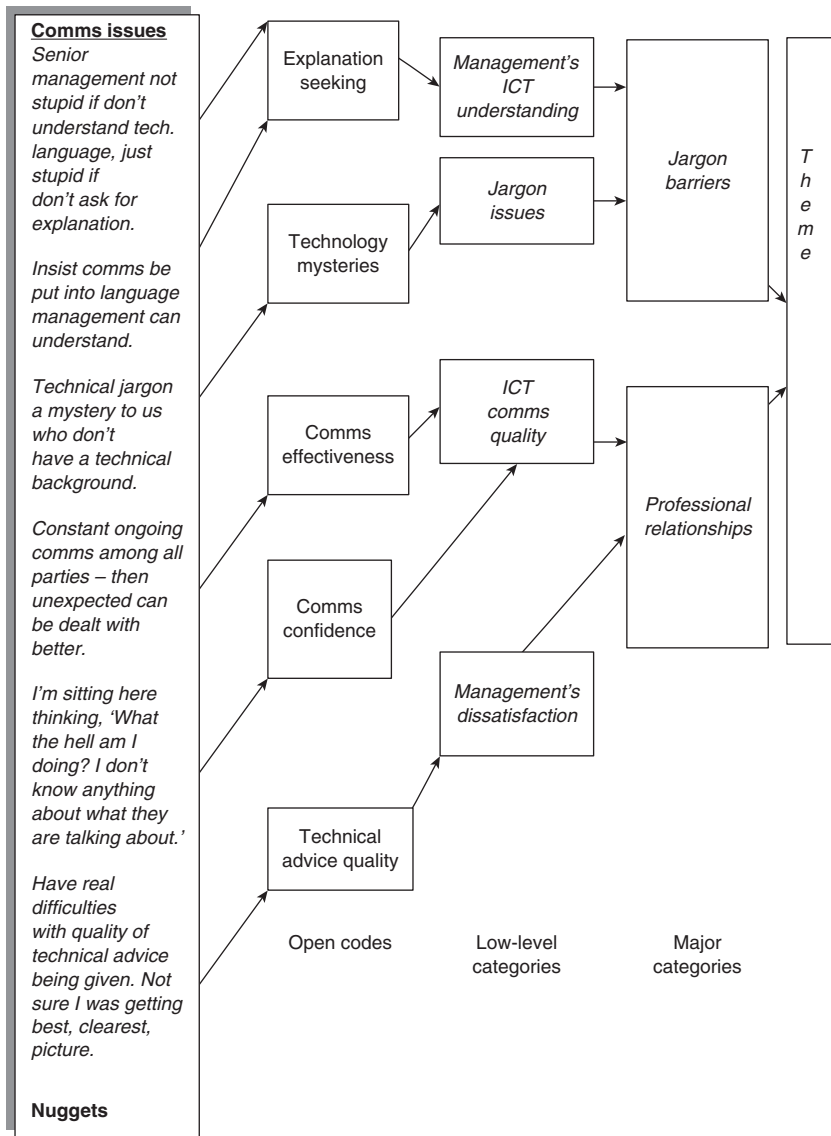 Comms issues
Senior
management not
stupid if don't
understand tech.
language, just
stupid if
don't ask for
explanation.
Insist comms be
put into language
management can
understand.
Technical jargon
a mystery to us
who don't
have a technical
background.
Constant ongoing
comms among all
parties – then
unexpected can
be dealt with
better.
I'm sitting here
thinking, 'What
the hell am I
doing? I don't
know anything
about what they
are talking about.'
Have real
difficulties
with quality of
technical advice
being given. Not
sure I was getting
best, clearest,
picture.
Nuggets
Explanation
seeking
Technology
mysteries
Comms
effectiveness
Comms
confidence
Technical
advice quality
Open codes
Management's
ICT
understanding
Jargon
issues
ICT
comms
quality
Management's
dissatisfaction
Low-level
categories
Jargon
barriers
Professional
relationships
Major
categories
T
h
e
m
e